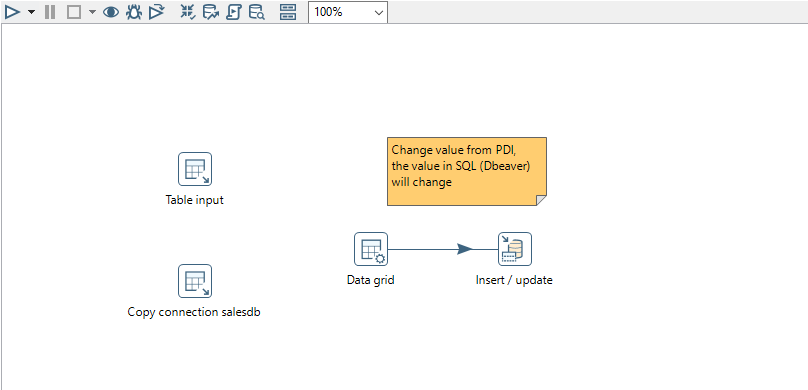 100%
Change value from PDI,
the value in SQL (Dbeaver)
will change
Table input
Data grid
Insert / update
Copy connection salesdb